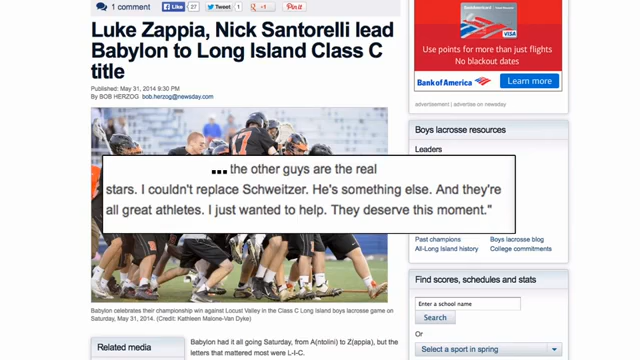 1 comment
Like 27
Tweet 1
+1 0
Pin it
Luke Zappia, Nick Santorelli lead
Babylon to Long Island Class C
title
Published: May 31, 2014 9:30 PM
By BOB HERZOG bob.herzog@newsday.com
BankAmericard
VISA
Use points for more than just flights
No blackout dates
Bank of America
Learn more
advertisement | advertise on newsday
Boys lacrosse resources
Leaders
... the other guys are the real
stars. I couldn't replace Schweitzer. He's something else. And they're
all great athletes. I just wanted to help. They deserve this moment."
Past champions
Boys lacrosse blog
All-Long Island history
College commitments
Find scores, schedules and stats
Enter a school name
Search
Or
Select a sport in spring
Babylon celebrates their championship win against Locust Valley in the Class C Long Island boys lacrosse game on
Saturday, May 31, 2014. (Credit: Kathleen Malone-Van Dyke)
Related media
Babylon had it all going Saturday, from A(ntolini) to Z(appia), but the
letters that mattered most were L-I-C.